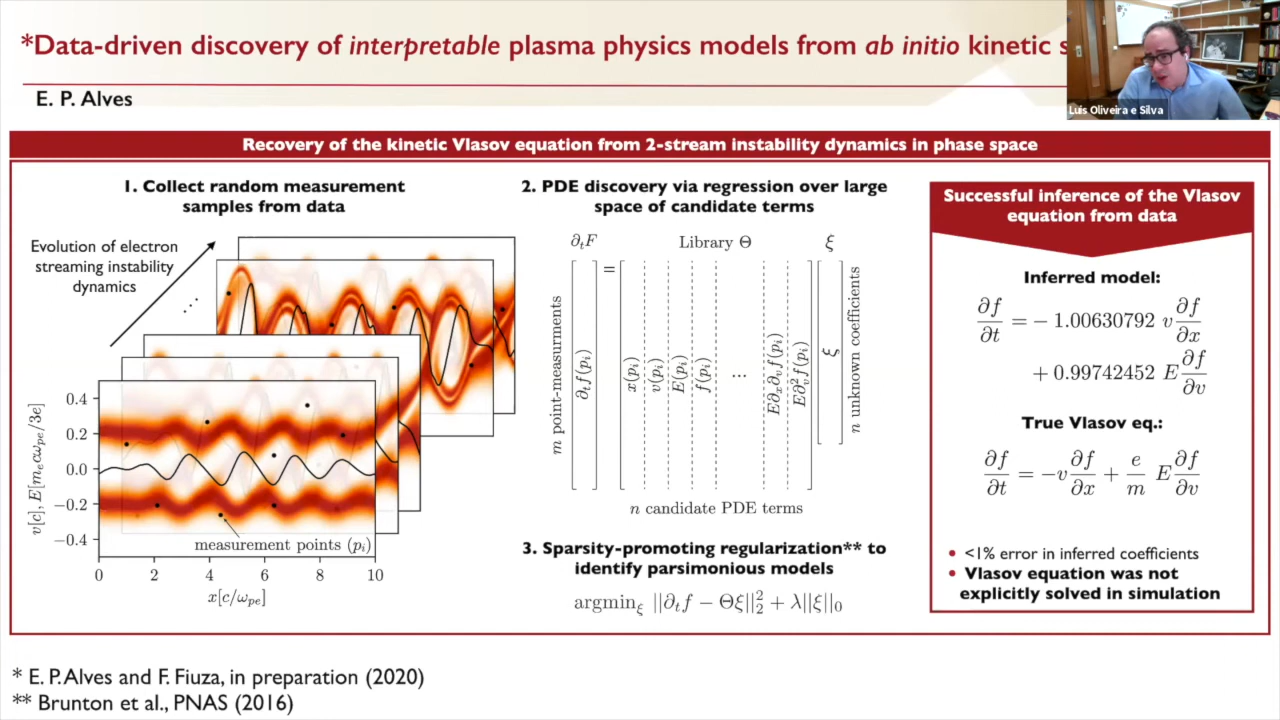 *Data-driven discovery of interpretable plasma physics models from ab initio kinetic s
Luís Oliveira e Silva
E. P. Alves
Recovery of the kinetic Vlasov equation from 2-stream instability dynamics in phase space
1. Collect random measurement
samples from data
Evolution of electron
streaming instability
dynamics
...
v[c], E[m_e cω_pe/3e]
0.4
0.2
0.0
−0.2
−0.4
measurement points (p_i)
0 2 4 6 8 10
x[c/ω_pe]
2. PDE discovery via regression over large
space of candidate terms
∂_tF Library Θ ξ
=
m point-measurments
∂_t f(p_i)
x(p_i)
v(p_i)
E(p_i)
f(p_i)
...
E∂_x∂_v f(p_i)
E∂_v^2 f(p_i)
ξ
n unknown coefficients
n candidate PDE terms
3. Sparsity-promoting regularization** to
identify parsimonious models
argmin_ξ ||∂_t f − Θξ||_2^2 + λ||ξ||_0
Successful inference of the Vlasov
equation from data
Inferred model:
∂f/∂t = − 1.00630792 v ∂f/∂x
+ 0.99742452 E ∂f/∂v
True Vlasov eq.:
∂f/∂t = −v ∂f/∂x + e/m E ∂f/∂v
• <1% error in inferred coefficients
• Vlasov equation was not
explicitly solved in simulation
* E. P. Alves and F. Fiuza, in preparation (2020)
** Brunton et al., PNAS (2016)